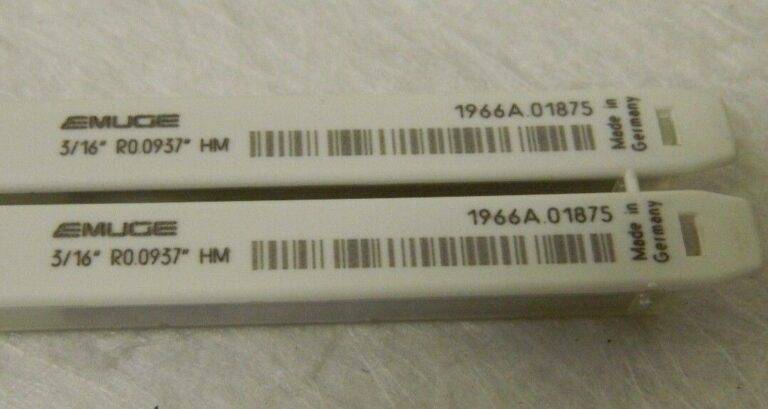 EMUGE
3/16" R0.0937" HM
1966A.01875
Made in
Germany
EMUGE
3/16" R0.0937" HM
1966A.01875
Made in
Germany